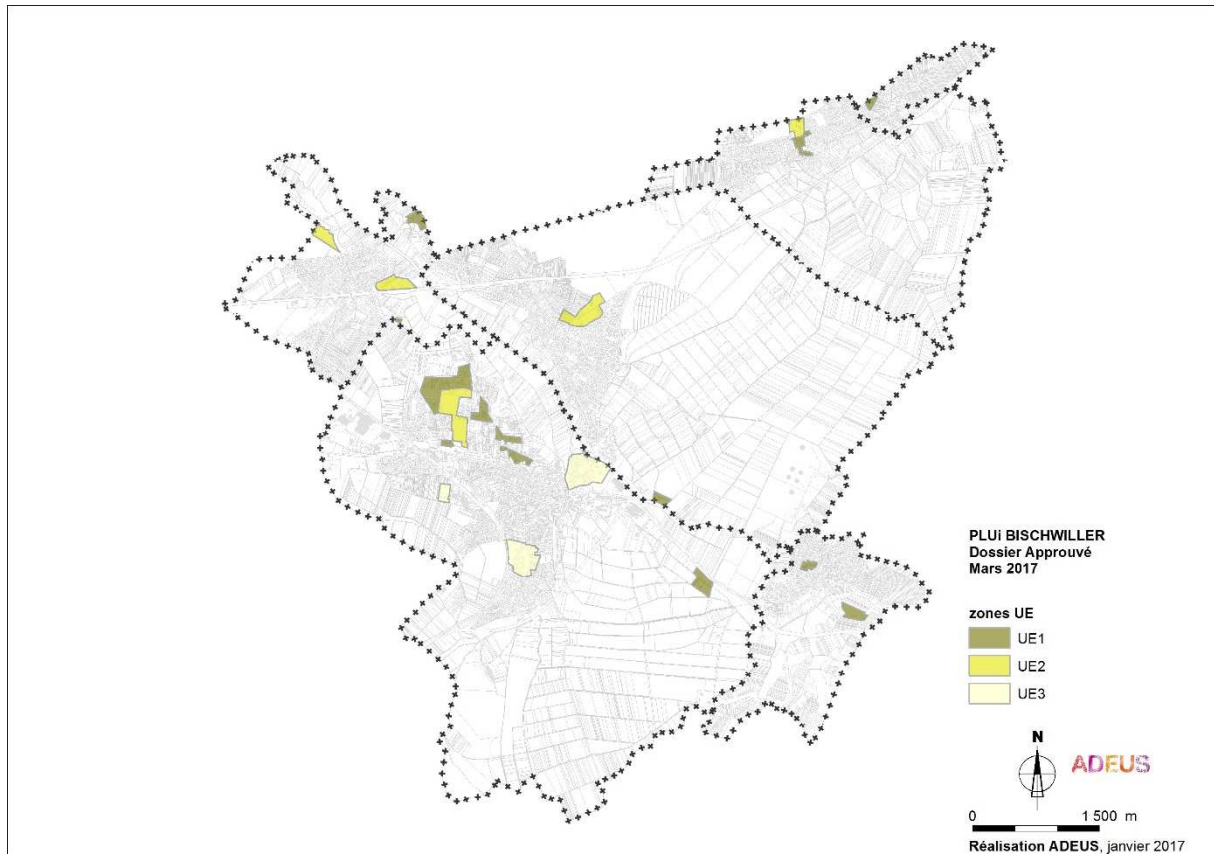 PLUi BISCHWILLER
Dossier Approuvé
Mars 2017
zones UE
UE1
UE2
UE3
N
ADEUS
0 1 500 m
Réalisation ADEUS, janvier 2017